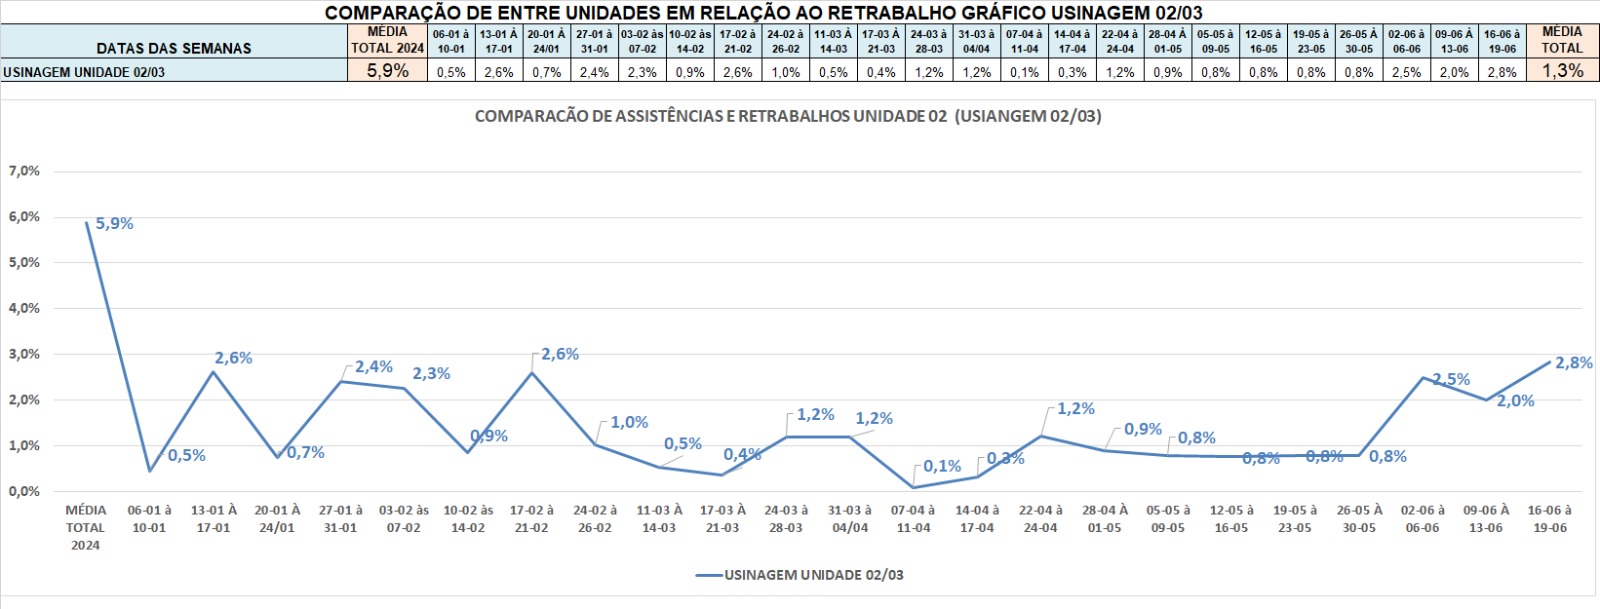 COMPARAÇÃO DE ENTRE UNIDADES EM RELAÇÃO AO RETRABALHO GRÁFICO USINAGEM 02/03
DATAS DAS SEMANAS MÉDIA TOTAL 2024 06-01 à 10-01 13-01 À 17-01 20-01 À 24/01 27-01 à 31-01 03-02 às 07-02 10-02 às 14-02 17-02 à 21-02 24-02 à 26-02 11-03 À 14-03 17-03 À 21-03 24-03 à 28-03 31-03 à 04/04 07-04 à 11-04 14-04 à 17-04 22-04 à 24-04 28-04 À 01-05 05-05 à 09-05 12-05 à 16-05 19-05 à 23-05 26-05 À 30-05 02-06 à 06-06 09-06 À 13-06 16-06 à 19-06 MÉDIA TOTAL
USINAGEM UNIDADE 02/03 5,9% 0,5% 2,6% 0,7% 2,4% 2,3% 0,9% 2,6% 1,0% 0,5% 0,4% 1,2% 1,2% 0,1% 0,3% 1,2% 0,9% 0,8% 0,8% 0,8% 0,8% 2,5% 2,0% 2,8% 1,3%
COMPARACÃO DE ASSISTÊNCIAS E RETRABALHOS UNIDADE 02 (USIANGEM 02/03)
7,0%
6,0%
5,0%
4,0%
3,0%
2,0%
1,0%
0,0%
5,9% 0,5% 2,6% 0,7% 2,4% 2,3% 0,9% 2,6% 1,0% 0,5% 0,4% 1,2% 1,2% 0,1% 0,3% 1,2% 0,9% 0,8% 0,8% 0,8% 0,8% 2,5% 2,0% 2,8%
MÉDIA 06-01 à 13-01 À 20-01 À 27-01 à 03-02 às 10-02 às 17-02 à 24-02 à 11-03 À 17-03 À 24-03 à 31-03 à 07-04 à 14-04 à 22-04 à 28-04 À 05-05 à 12-05 à 19-05 à 26-05 À 02-06 à 09-06 À 16-06 à
TOTAL 10-01 17-01 24/01 31-01 07-02 14-02 21-02 26-02 14-03 21-03 28-03 04/04 11-04 17-04 24-04 01-05 09-05 16-05 23-05 30-05 06-06 13-06 19-06
2024
USINAGEM UNIDADE 02/03